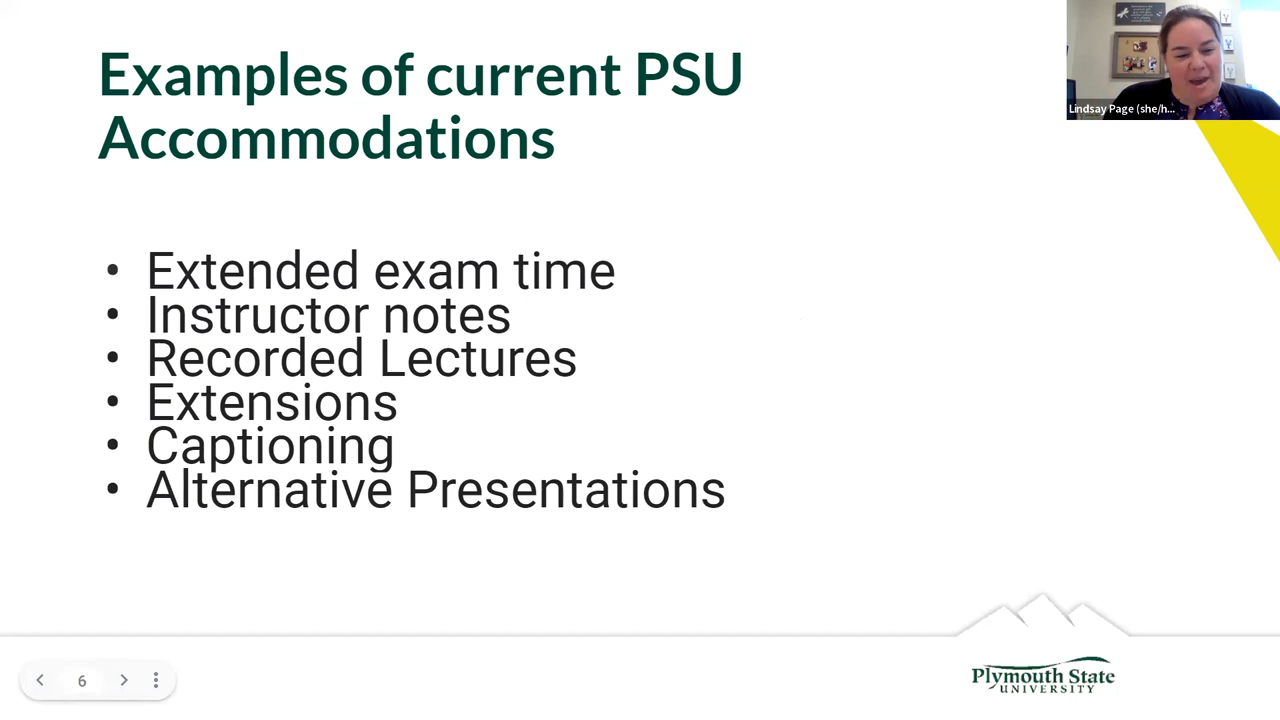 Examples of current PSU
Accommodations
Lindsay Page (she/h...
• Extended exam time
• Instructor notes
• Recorded Lectures
• Extensions
• Captioning
• Alternative Presentations
6
Plymouth State
UNIVERSITY